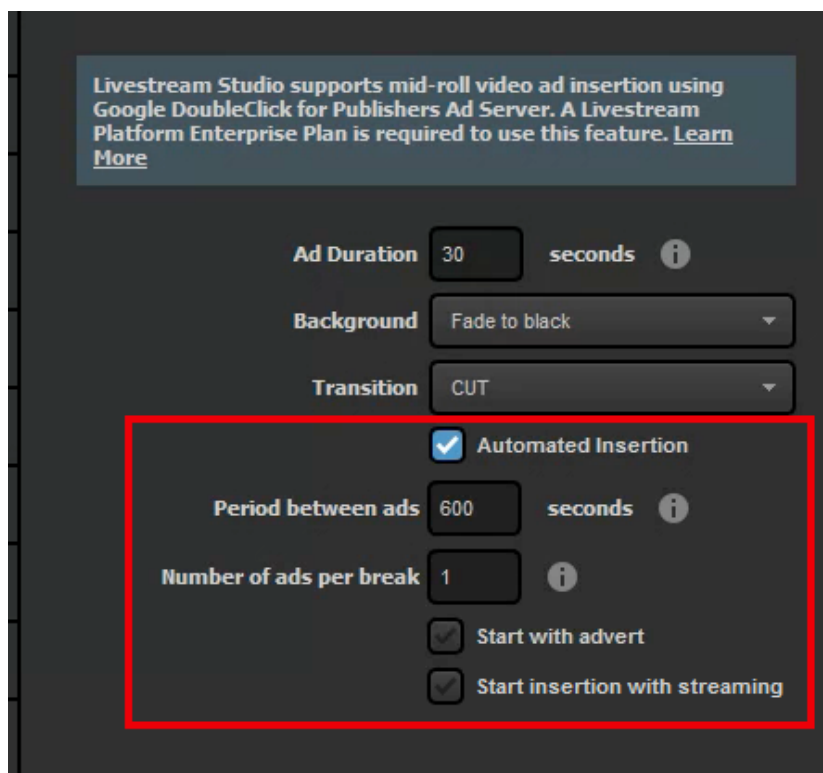 Livestream Studio supports mid-roll video ad insertion using
Google DoubleClick for Publishers Ad Server. A Livestream
Platform Enterprise Plan is required to use this feature. Learn
More
Ad Duration 30 seconds
Background Fade to black
Transition CUT
Automated Insertion
Period between ads 600 seconds
Number of ads per break 1
Start with advert
Start insertion with streaming